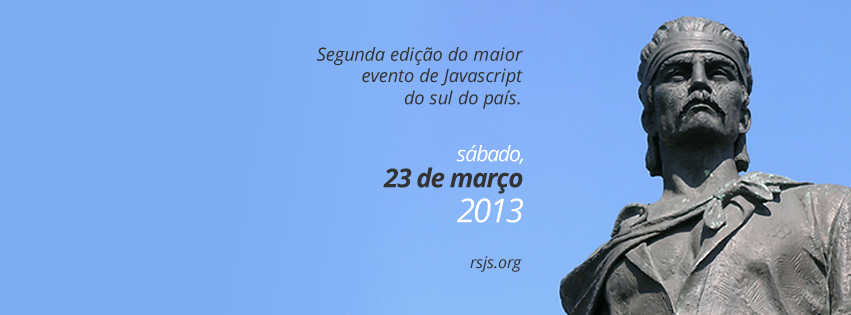 Segunda edição do maior
evento de Javascript
do sul do país.
sábado,
23 de março
2013
rsjs.org